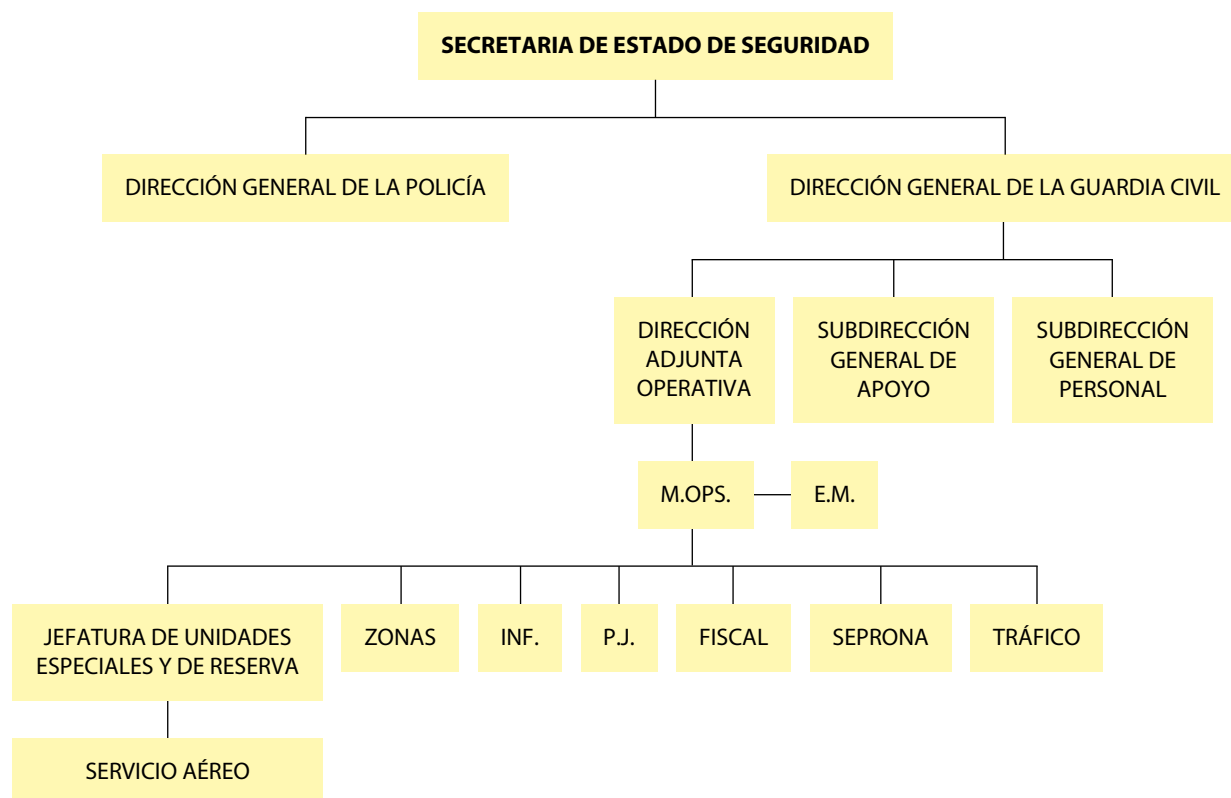 SECRETARIA DE ESTADO DE SEGURIDAD
DIRECCIÓN GENERAL DE LA POLICÍA
DIRECCIÓN GENERAL DE LA GUARDIA CIVIL
DIRECCIÓN
ADJUNTA
OPERATIVA
SUBDIRECCIÓN
GENERAL DE
APOYO
SUBDIRECCIÓN
GENERAL DE
PERSONAL
M.OPS.
E.M.
JEFATURA DE UNIDADES
ESPECIALES Y DE RESERVA
ZONAS
INF.
P.J.
FISCAL
SEPRONA
TRÁFICO
SERVICIO AÉREO